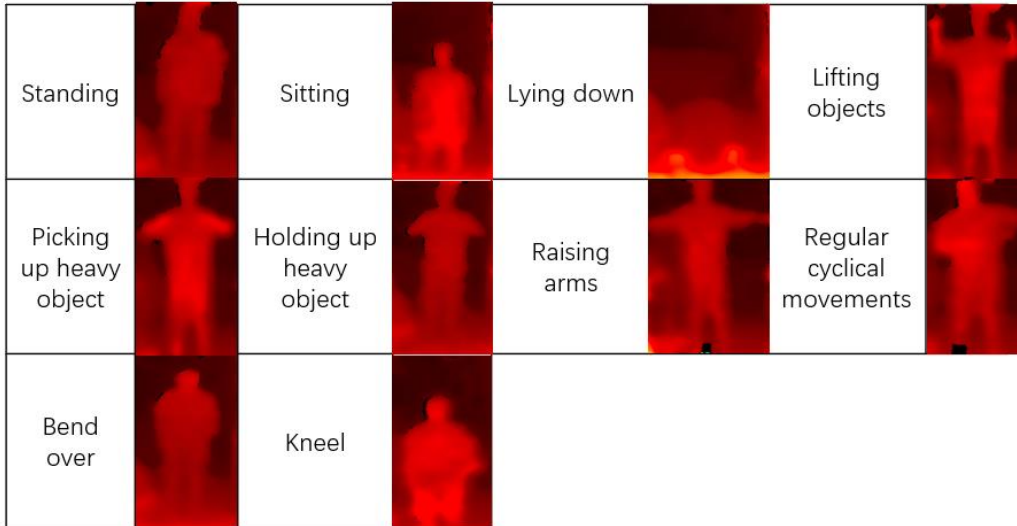 Standing
Sitting
Lying down
Lifting
objects
Picking
up heavy
object
Holding up
heavy
object
Raising
arms
Regular
cyclical
movements
Bend
over
Kneel